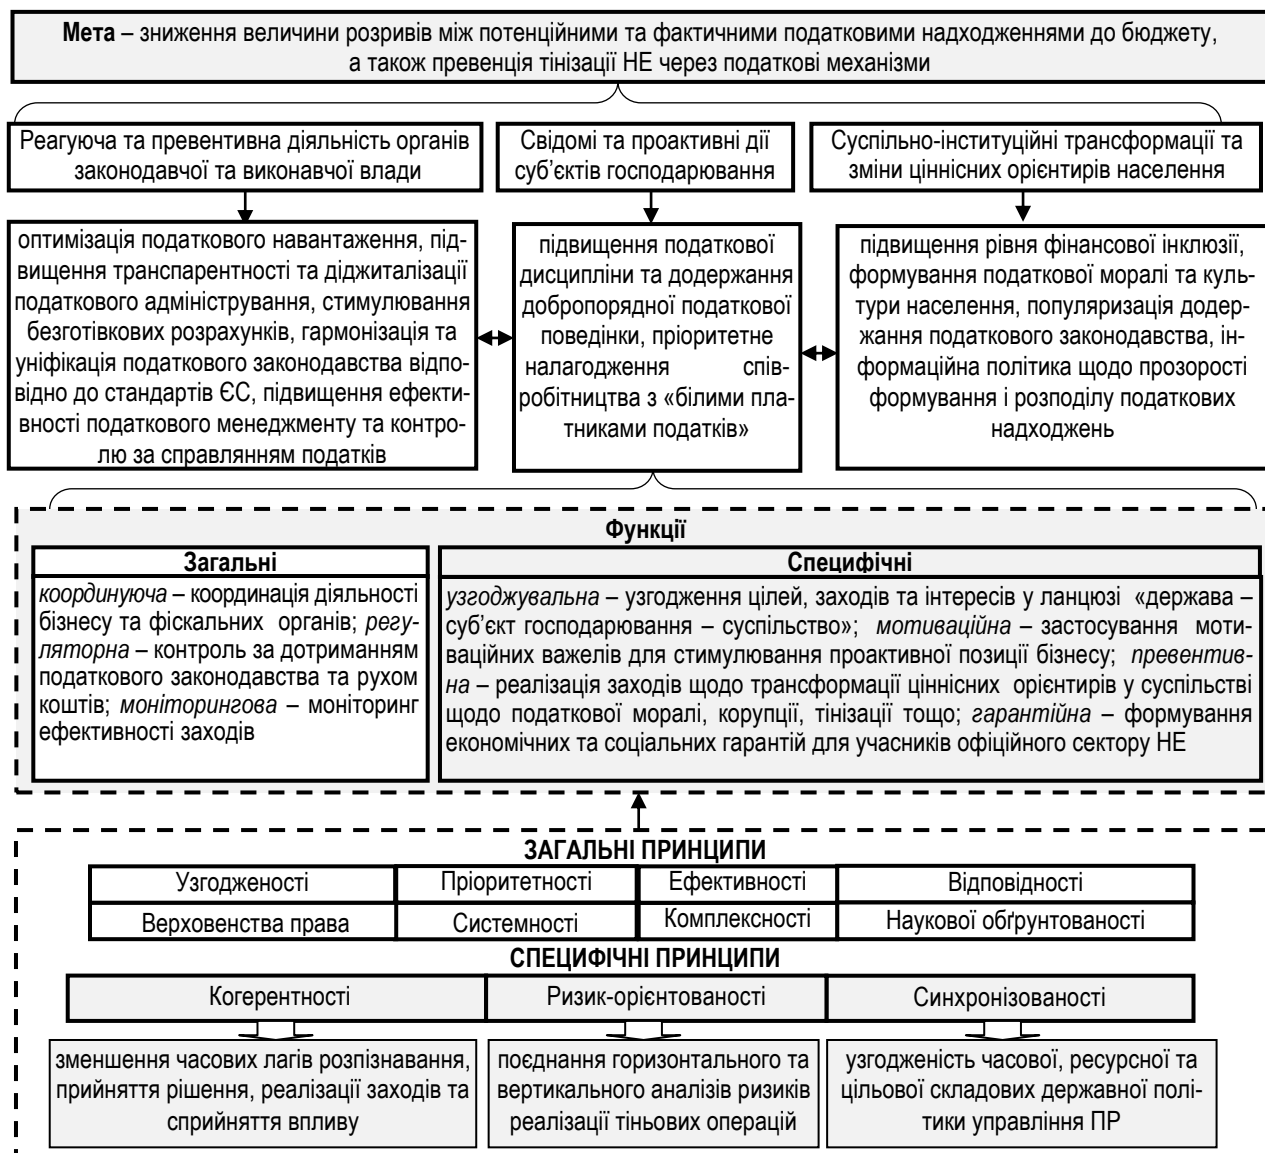 Мета – зниження величини розривів між потенційними та фактичними податковими надходженнями до бюджету,
а також превенція тінізації НЕ через податкові механізми
Реагуюча та превентивна діяльність органів
законодавчої та виконавчої влади
Свідомі та проактивні дії
суб’єктів господарювання
Суспільно-інституційні трансформації та
зміни ціннісних орієнтирів населення
оптимізація податкового навантаження, під-
вищення транспарентності та діджиталізації
податкового адміністрування, стимулювання
безготівкових розрахунків, гармонізація та
уніфікація податкового законодавства відпо-
відно до стандартів ЄС, підвищення ефекти-
вності податкового менеджменту та контро-
лю за справлянням податків
підвищення податкової
дисципліни та додержання
добропорядної податкової
поведінки, пріоритетне
налагодження спів-
робітництва з «білими пла-
тниками податків»
підвищення рівня фінансової інклюзії,
формування податкової моралі та куль-
тури населення, популяризація додер-
жання податкового законодавства, ін-
формаційна політика щодо прозорості
формування і розподілу податкових
надходжень
Функції
Загальні
координуюча – координація діяльності
бізнесу та фіскальних органів; регу-
ляторна – контроль за дотриманням
податкового законодавства та рухом
коштів; моніторингова – моніторинг
ефективності заходів
Специфічні
узгоджувальна – узгодження цілей, заходів та інтересів у ланцюзі «держава –
суб’єкт господарювання – суспільство»; мотиваційна – застосування моти-
ваційних важелів для стимулювання проактивної позиції бізнесу; превентив-
на – реалізація заходів щодо трансформації ціннісних орієнтирів у суспільстві
щодо податкової моралі, корупції, тінізації тощо; гарантійна – формування
економічних та соціальних гарантій для учасників офіційного сектору НЕ
ЗАГАЛЬНІ ПРИНЦИПИ
Узгодженості Пріоритетності Ефективності Відповідності
Верховенства права Системності Комплексності Наукової обґрунтованості
СПЕЦИФІЧНІ ПРИНЦИПИ
Когерентності Ризик-орієнтованості Синхронізованості
зменшення часових лагів розпізнавання,
прийняття рішення, реалізації заходів та
сприйняття впливу
поєднання горизонтального та
вертикального аналізів ризиків
реалізації тіньових операцій
узгодженість часової, ресурсної та
цільової складових державної полі-
тики управління ПР